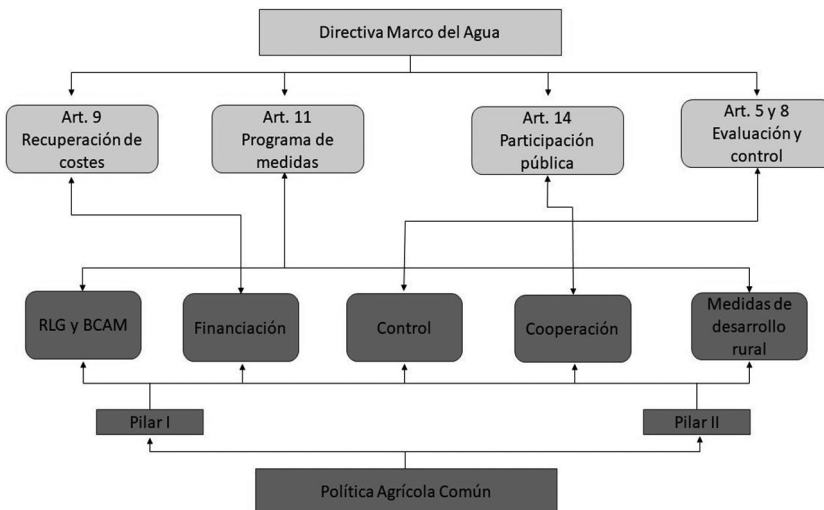 Directiva Marco del Agua
Art. 9
Recuperación de
costes
Art. 11
Programa de
medidas
Art. 14
Participación
pública
Art. 5 y 8
Evaluación y
control
RLG y BCAM
Financiación
Control
Cooperación
Medidas de
desarrollo
rural
Pilar I
Pilar II
Política Agrícola Común